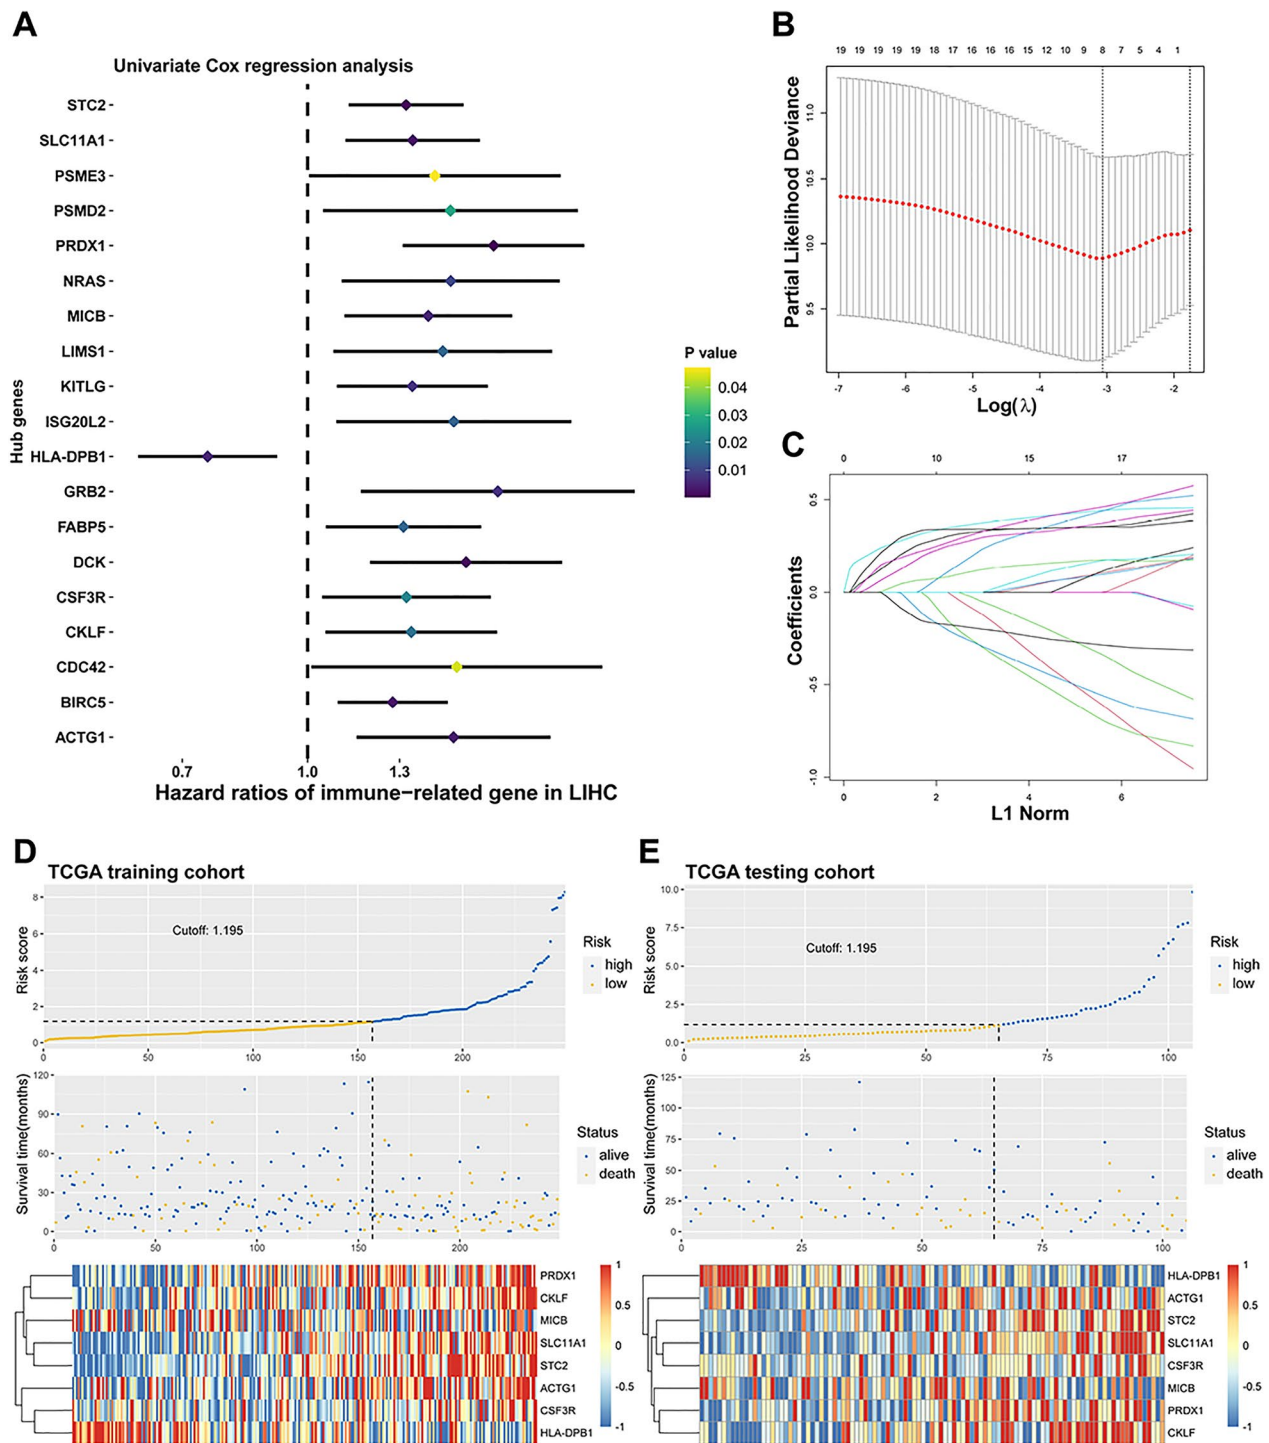 A
Univariate Cox regression analysis
Hub genes
STC2
SLC11A1
PSME3
PSMD2
PRDX1
NRAS
MICB
LIMS1
KITLG
ISG20L2
HLA-DPB1
GRB2
FABP5
DCK
CSF3R
CKLF
CDC42
BIRC5
ACTG1
0.7 1.0 1.3
Hazard ratios of immune−related gene in LIHC
P value
0.04
0.03
0.02
0.01
B
19 19 19 19 19 18 17 16 16 16 15 12 10 9 8 7 5 4 1
Partial Likelihood Deviance
11.0
10.5
10.0
9.5
-7 -6 -5 -4 -3 -2
Log(λ)
C
0 10 15 17
Coefficients
0.5
0.0
-0.5
-1.0
0 2 4 6
L1 Norm
D
TCGA training cohort
Risk score
8
6
4
2
0
Cutoff: 1.195
0 50 100 150 200
Risk
high
low
Survival time(months)
120
90
60
30
0
0 50 100 150 200
Status
alive
death
PRDX1
CKLF
MICB
SLC11A1
STC2
ACTG1
CSF3R
HLA-DPB1
1
0.5
0
-0.5
-1
E
TCGA testing cohort
Risk score
10.0
7.5
5.0
2.5
0.0
Cutoff: 1.195
0 25 50 75 100
Risk
high
low
Survival time(months)
125
100
75
50
25
0
0 25 50 75 100
Status
alive
death
HLA-DPB1
ACTG1
STC2
SLC11A1
CSF3R
MICB
PRDX1
CKLF
1
0.5
0
-0.5
-1